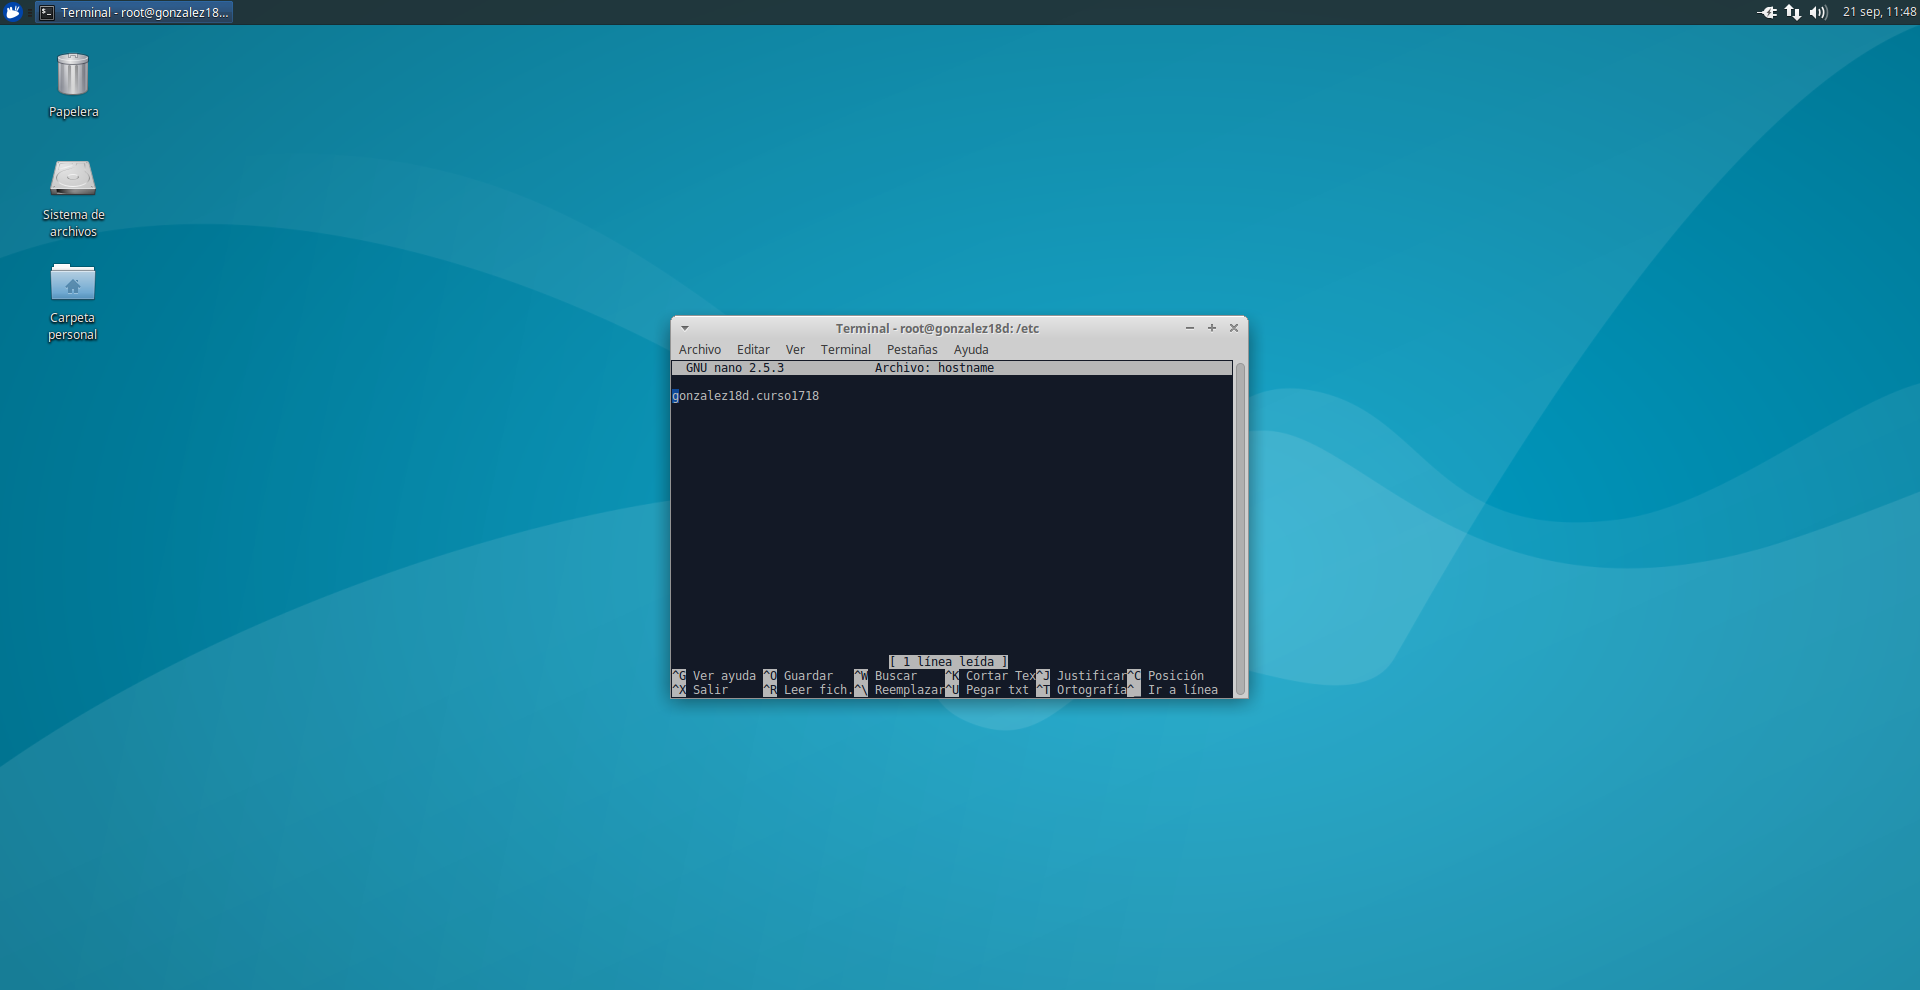 Terminal - root@gonzalez18...
21 sep, 11:48
Papelera
Sistema de
archivos
Carpeta
personal
Terminal - root@gonzalez18d: /etc
Archivo Editar Ver Terminal Pestañas Ayuda
GNU nano 2.5.3 Archivo: hostname
gonzalez18d.curso1718
[ 1 línea leída ]
^G Ver ayuda ^O Guardar ^W Buscar ^K Cortar Tex^J Justificar^C Posición
^X Salir ^R Leer fich.^\ Reemplazar^U Pegar txt ^T Ortografía^_ Ir a línea